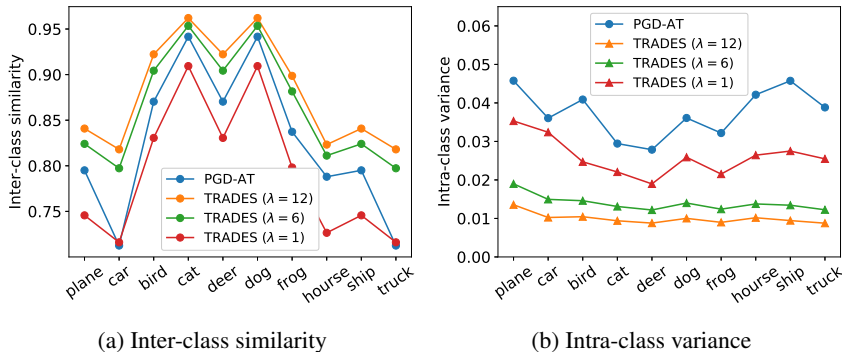 Inter-class similarity
0.95
0.90
0.85
0.80
0.75
PGD-AT
TRADES (λ = 12)
TRADES (λ = 6)
TRADES (λ = 1)
plane car bird cat deer dog frog hourse ship truck
(a) Inter-class similarity
Intra-class variance
0.06
0.05
0.04
0.03
0.02
0.01
0.00
PGD-AT
TRADES (λ = 12)
TRADES (λ = 6)
TRADES (λ = 1)
plane car bird cat deer dog frog hourse ship truck
(b) Intra-class variance